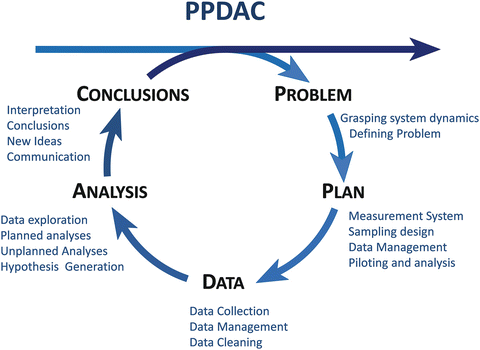 PPDAC
CONCLUSIONS
PROBLEM
Interpretation
Conclusions
New Ideas
Communication
Grasping system dynamics
Defining Problem
ANALYSIS
PLAN
Data exploration
Planned analyses
Unplanned Analyses
Hypothesis Generation
Measurement System
Sampling design
Data Management
Piloting and analysis
DATA
Data Collection
Data Management
Data Cleaning